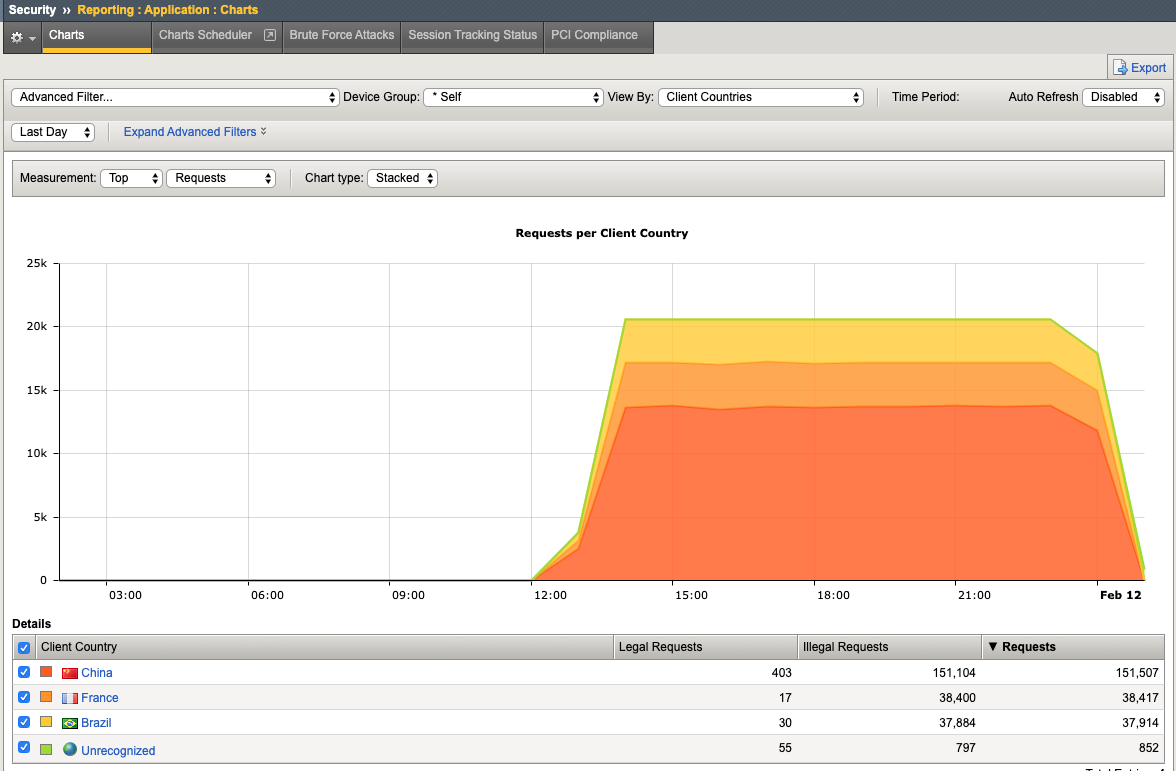 Security » Reporting : Application : Charts
Charts Charts Scheduler Brute Force Attacks Session Tracking Status PCI Compliance
Export
Advanced Filter... Device Group: * Self View By: Client Countries Time Period: Auto Refresh Disabled
Last Day Expand Advanced Filters
Measurement: Top Requests Chart type: Stacked
Requests per Client Country
25k
20k
15k
10k
5k
0
03:00 06:00 09:00 12:00 15:00 18:00 21:00 Feb 12
Details
Client Country Legal Requests Illegal Requests ▼ Requests
China 403 151,104 151,507
France 17 38,400 38,417
Brazil 30 37,884 37,914
Unrecognized 55 797 852